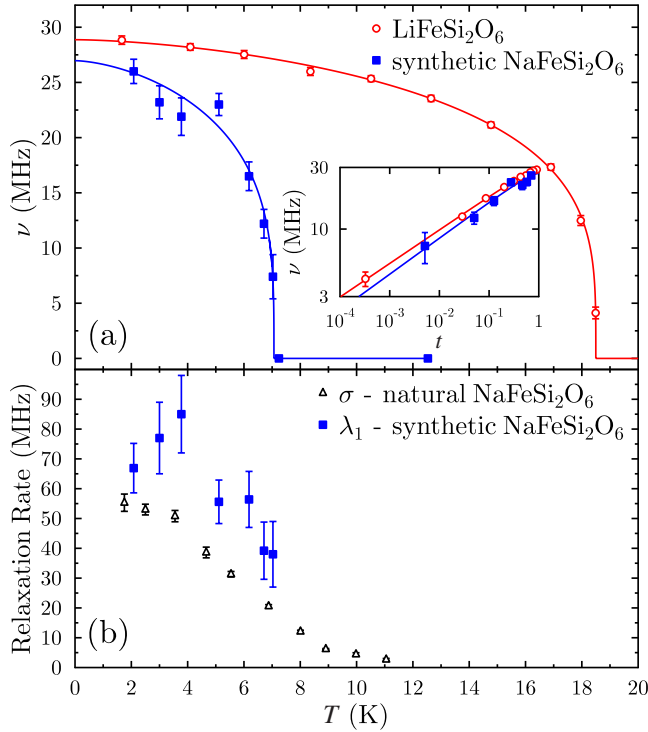 30
25
20
15
10
5
0
ν (MHz)
LiFeSi₂O₆
synthetic NaFeSi₂O₆
(a)
30
10
3
ν (MHz)
10⁻⁴ 10⁻³ 10⁻² 10⁻¹ 1
t
90
80
70
60
50
40
30
20
10
0
Relaxation Rate (MHz)
σ - natural NaFeSi₂O₆
λ₁ - synthetic NaFeSi₂O₆
(b)
0 2 4 6 8 10 12 14 16 18 20
T (K)